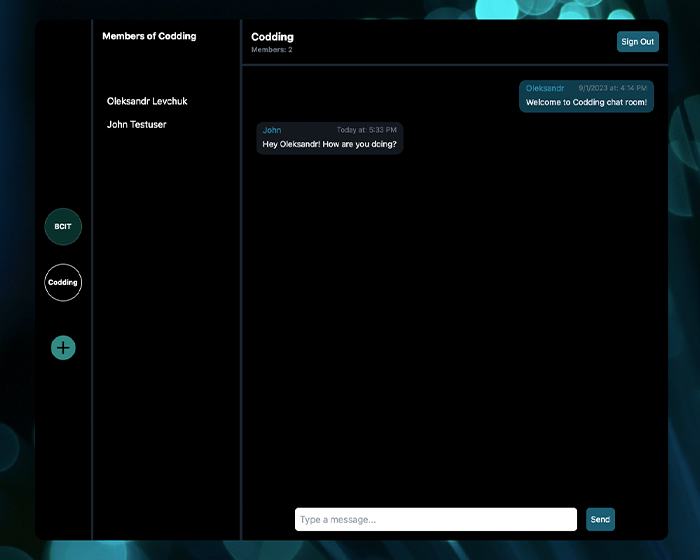 Members of Codding
Oleksandr Levchuk
John Testuser
BCIT
Codding
Codding
Members: 2
Sign Out
Oleksandr 9/1/2023 at: 4:14 PM
Welcome to Codding chat room!
John Today at: 5:33 PM
Hey Oleksandr! How are you doing?
Type a message...
Send